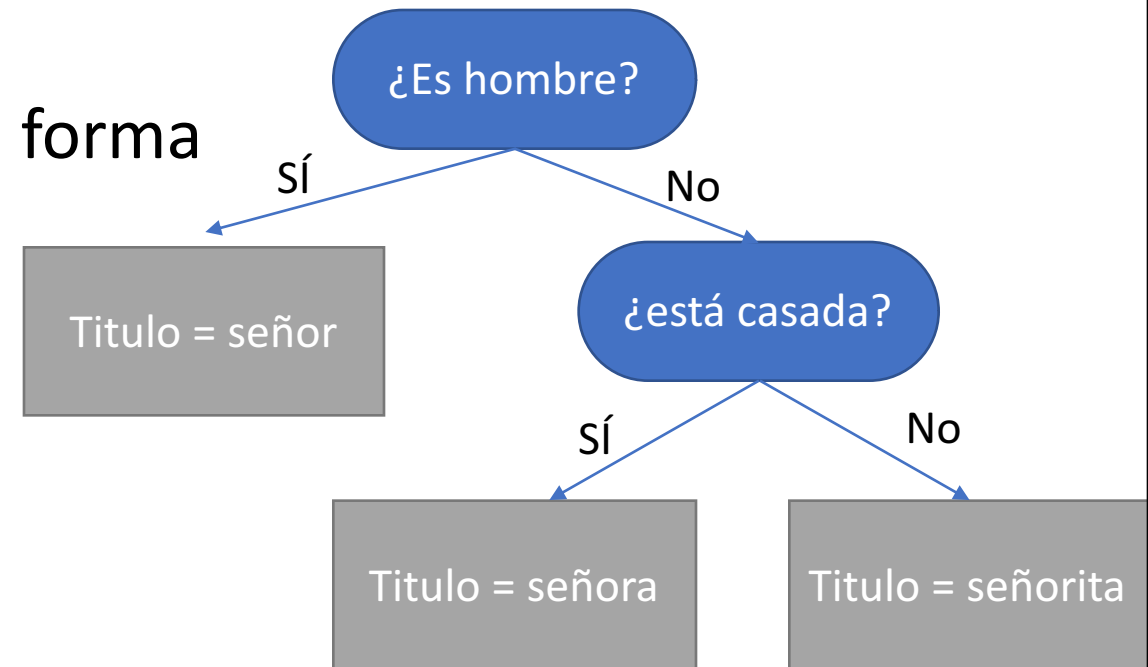 ¿Es hombre?
forma
SÍ
No
Titulo = señor
¿está casada?
SÍ
No
Titulo = señora
Titulo = señorita